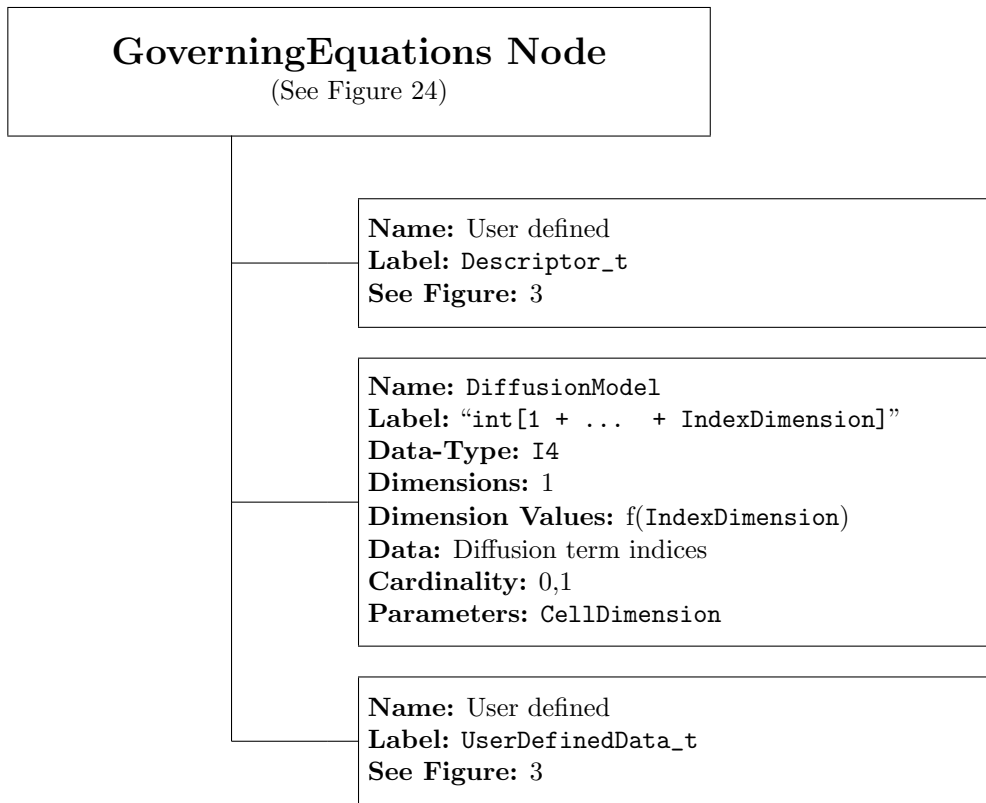 GoverningEquations Node
(See Figure 24)
Name: User defined
Label: Descriptor_t
See Figure: 3
Name: DiffusionModel
Label: “int[1 + ... + IndexDimension]”
Data-Type: I4
Dimensions: 1
Dimension Values: f(IndexDimension)
Data: Diffusion term indices
Cardinality: 0,1
Parameters: CellDimension
Name: User defined
Label: UserDefinedData_t
See Figure: 3